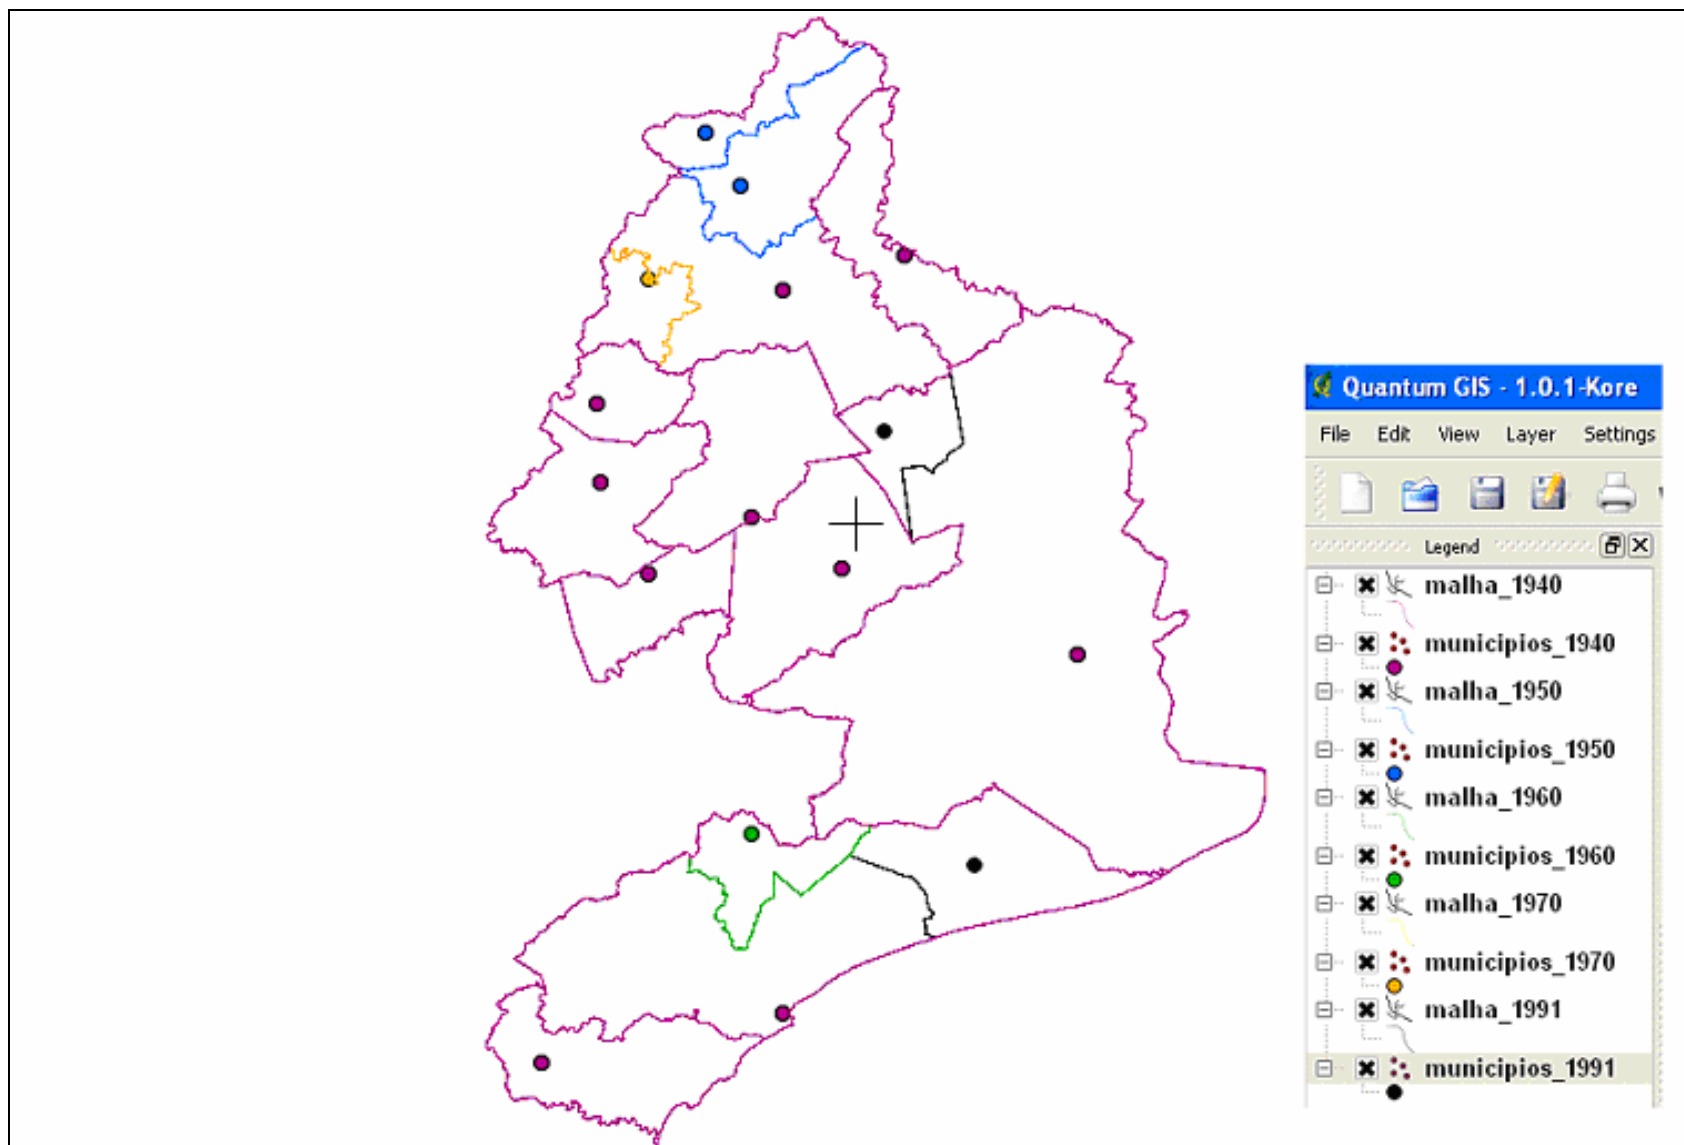 Quantum GIS - 1.0.1-Kore
File Edit View Layer Settings
Legend
malha_1940
municipios_1940
malha_1950
municipios_1950
malha_1960
municipios_1960
malha_1970
municipios_1970
malha_1991
municipios_1991